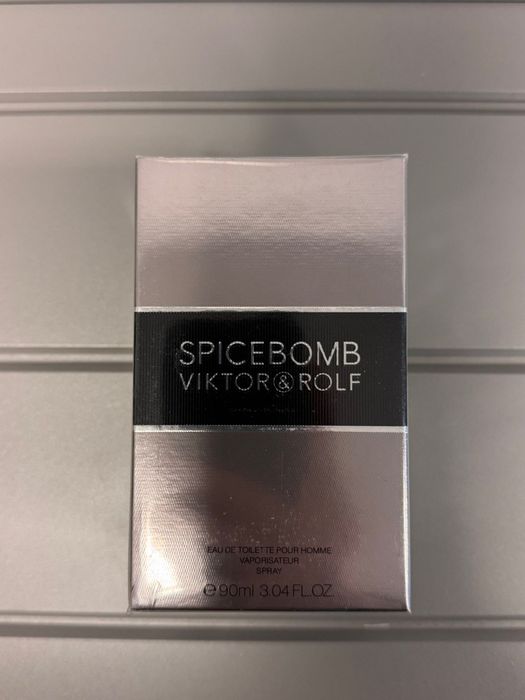 SPICEBOMB
VIKTOR&ROLF
EAU DE TOILETTE POUR HOMME
VAPORISATEUR
SPRAY
℮90ml 3.04 FL.OZ.